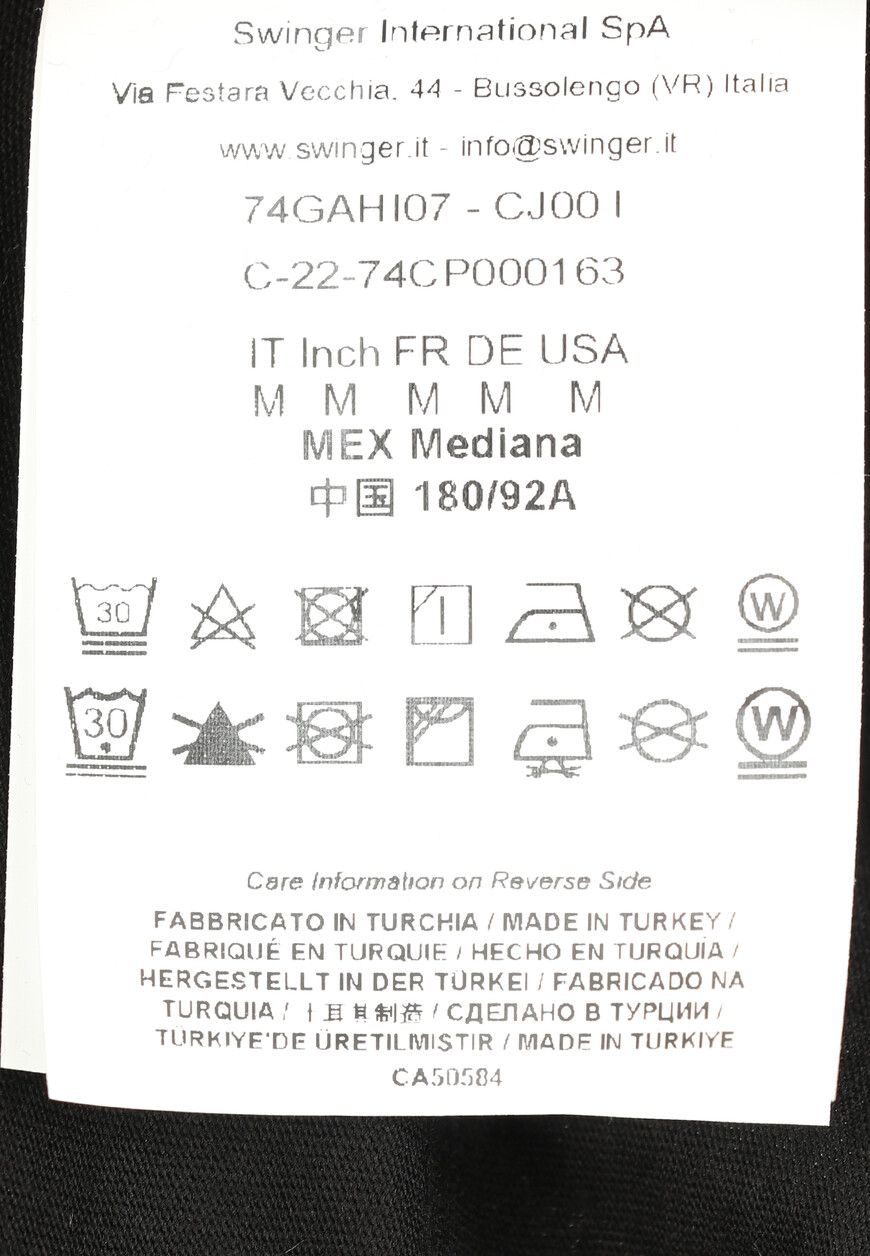 Swinger International SpA
Via Festara Vecchia, 44 - Bussolengo (VR) Italia
www.swinger.it - info@swinger.it
74GAHI07 - CJ00I
C-22-74CP000163
IT Inch FR DE USA
M M M M M
MEX Mediana
中国 180/92A
30 W
30 W
Care Information on Reverse Side
FABBRICATO IN TURCHIA / MADE IN TURKEY /
FABRIQUÉ EN TURQUIE / HECHO EN TURQUÍA /
HERGESTELLT IN DER TÜRKEI / FABRICADO NA
TURQUIA / 土耳其制造 / СДЕЛАНО В ТУРЦИИ /
TÜRKIYE'DE ÜRETILMISTIR / MADE IN TURKIYE
CA50584